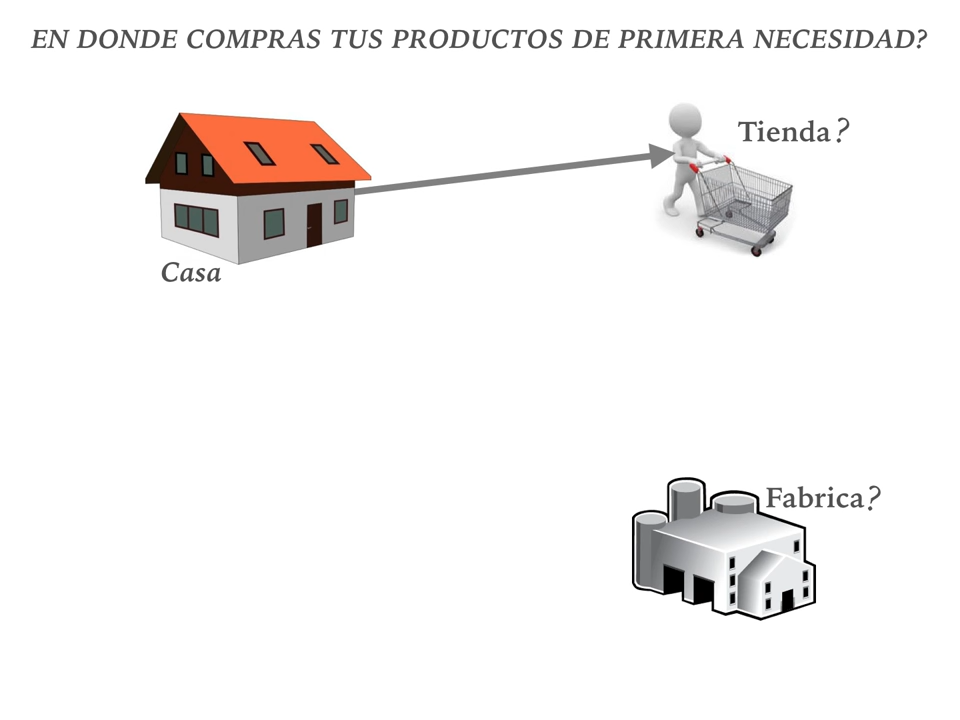 EN DONDE COMPRAS TUS PRODUCTOS DE PRIMERA NECESIDAD?
Tienda?
Casa
Fabrica?